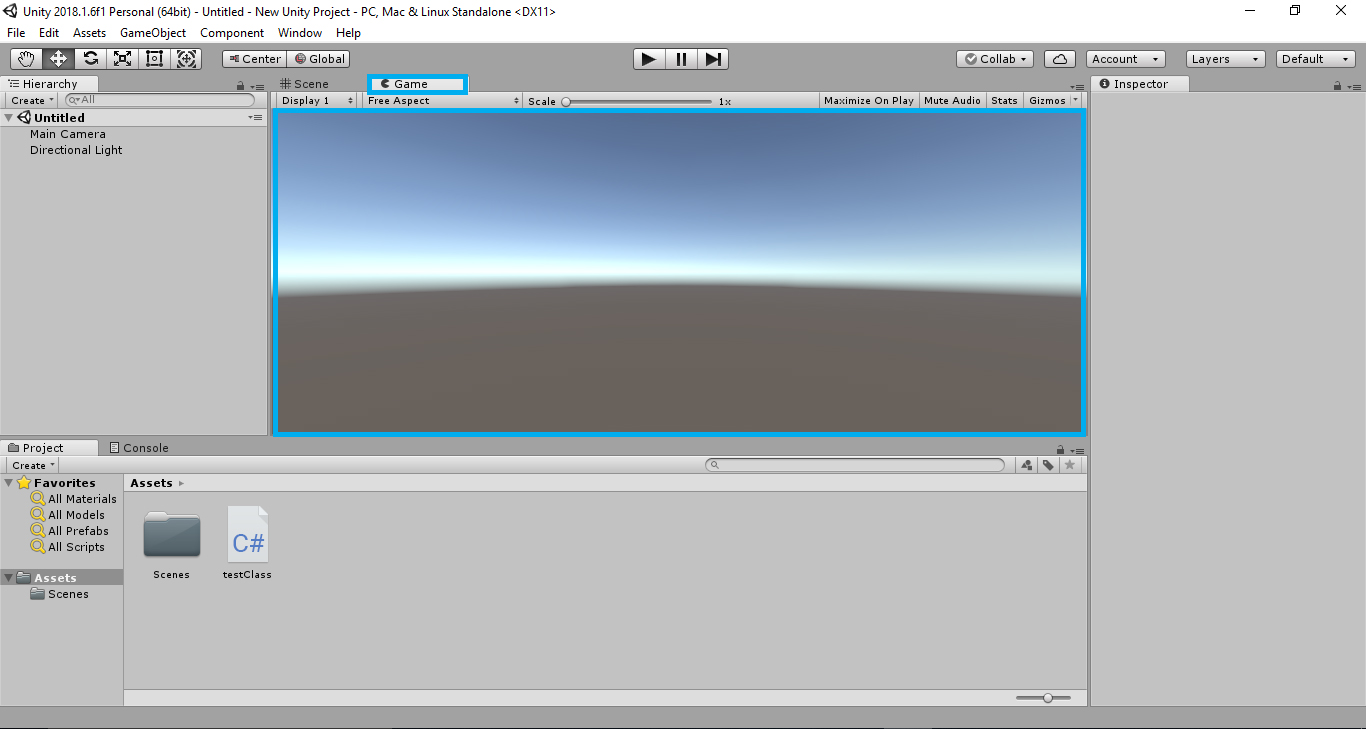 Unity 2018.1.6f1 Personal (64bit) - Untitled - New Unity Project - PC, Mac & Linux Standalone <DX11>
File Edit Assets GameObject Component Window Help
Center Global Collab Account Layers Default
Hierarchy Scene Game Inspector
Create All Display 1 Free Aspect Scale 1x Maximize On Play Mute Audio Stats Gizmos
Untitled
Main Camera
Directional Light
Project Console
Create
Favorites
All Materials
All Models
All Prefabs
All Scripts
Assets
Scenes
Assets
C#
Scenes testClass